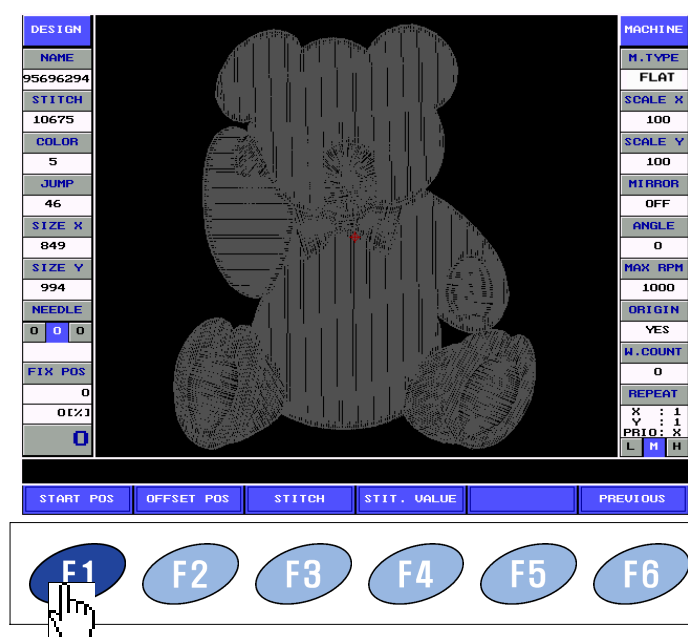 DESIGN
NAME
95696294
STITCH
10675
COLOR
5
JUMP
46
SIZE X
849
SIZE Y
994
NEEDLE
0 0 0
FIX POS
0
0[%]
0
MACHINE
M.TYPE
FLAT
SCALE X
100
SCALE Y
100
MIRROR
OFF
ANGLE
0
MAX RPM
1000
ORIGIN
YES
W.COUNT
0
REPEAT
X : 1
Y : 1
PRIO: X
L M H
START POS OFFSET POS STITCH STIT. VALUE PREVIOUS
F1 F2 F3 F4 F5 F6